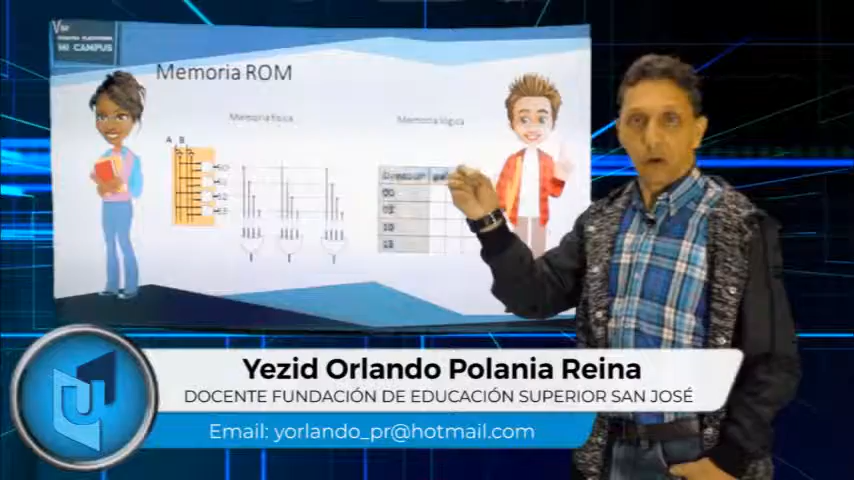 MI CAMPUS
Memoria ROM
Memoria física
Memoria lógica
A B
Dirección
00
01
10
11
Yezid Orlando Polania Reina
DOCENTE FUNDACIÓN DE EDUCACIÓN SUPERIOR SAN JOSÉ
Email: yorlando_pr@hotmail.com